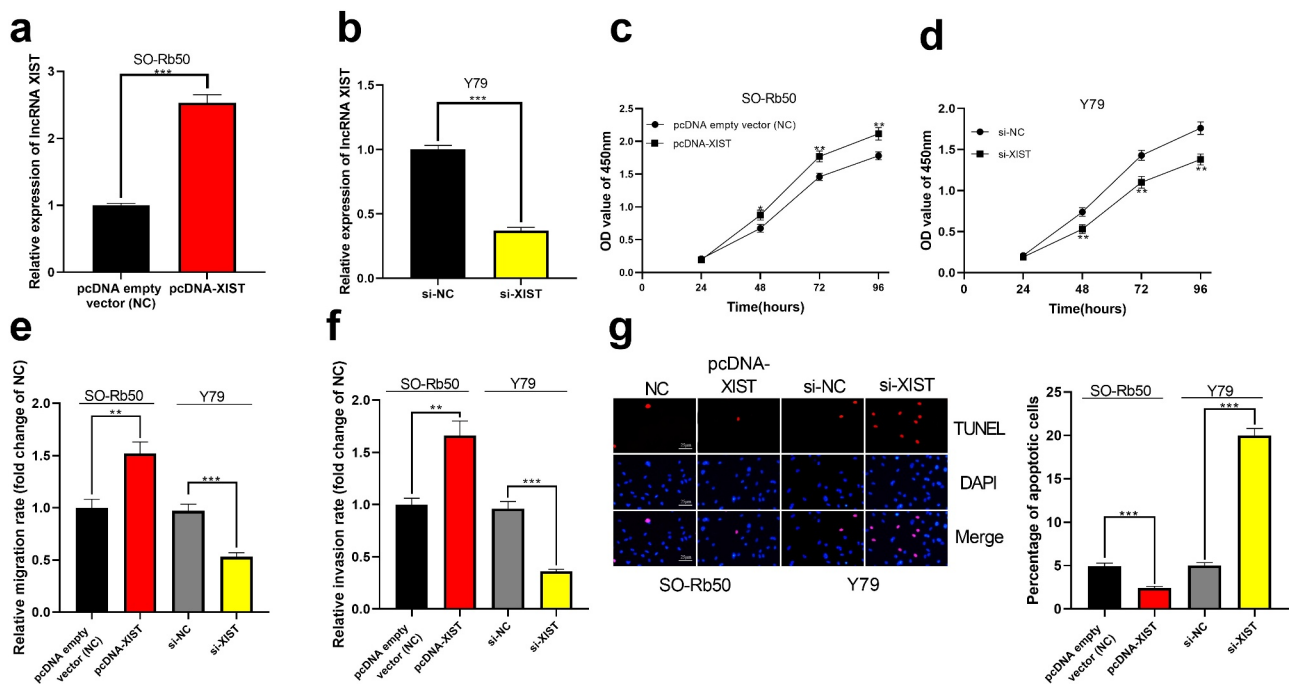 a
SO-Rb50
***
Relative expression of lncRNA XIST
3
2
1
0
pcDNA empty
vector (NC)
pcDNA-XIST
b
Y79
***
Relative expression of lncRNA XIST
1.5
1.0
0.5
0.0
si-NC
si-XIST
c
SO-Rb50
pcDNA empty vector (NC)
pcDNA-XIST
OD value of 450nm
2.5
2.0
1.5
1.0
0.5
0.0
*
**
**
0
24
48
72
96
Time(hours)
d
Y79
si-NC
si-XIST
OD value of 450nm
2.0
1.5
1.0
0.5
0.0
**
**
**
0
24
48
72
96
Time(hours)
e
SO-Rb50
Y79
**
***
Relative migration rate (fold change of NC)
2.0
1.5
1.0
0.5
0.0
pcDNA empty
vector (NC)
pcDNA-XIST
si-NC
si-XIST
f
SO-Rb50
Y79
**
***
Relative invasion rate (fold change of NC)
2.0
1.5
1.0
0.5
0.0
pcDNA empty
vector (NC)
pcDNA-XIST
si-NC
si-XIST
g
NC
pcDNA-
XIST
si-NC
si-XIST
TUNEL
DAPI
Merge
SO-Rb50
Y79
SO-Rb50
Y79
***
***
Percentage of apoptotic cells
25
20
15
10
5
0
pcDNA empty
vector (NC)
pcDNA-XIST
si-NC
si-XIST